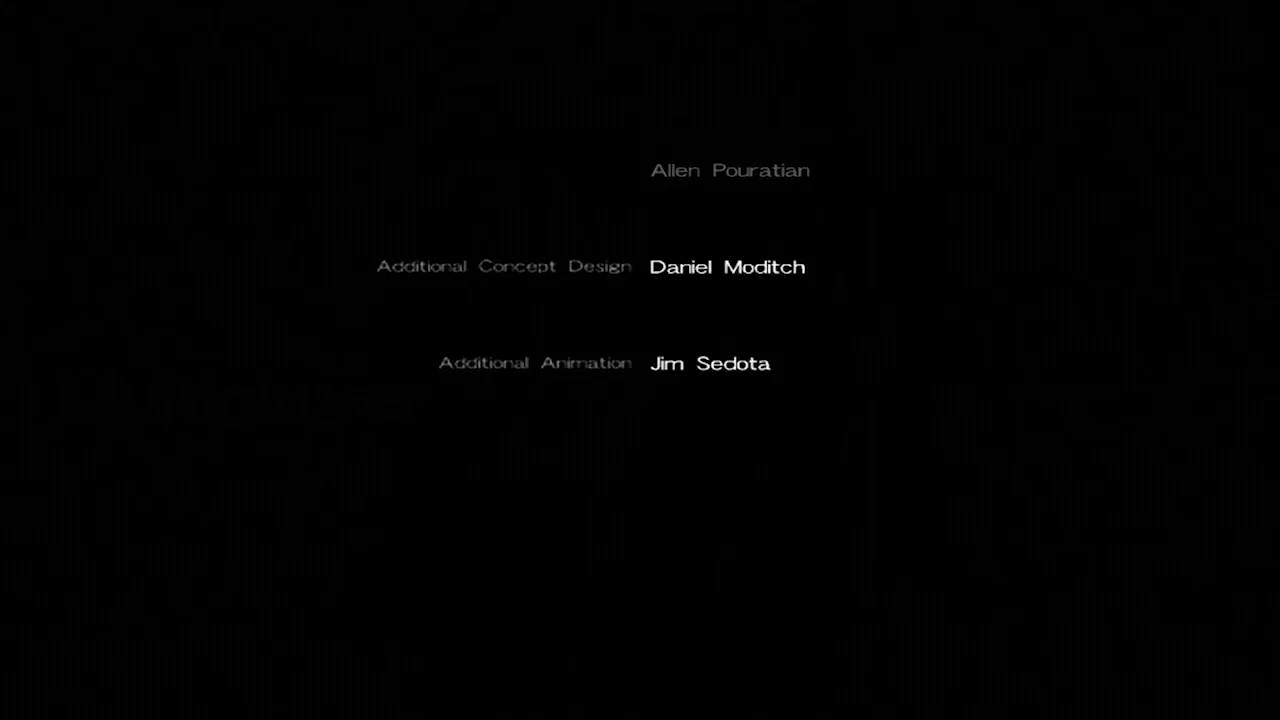 Allen Pouratian
Additional Concept Design Daniel Moditch
Additional Animation Jim Sedota